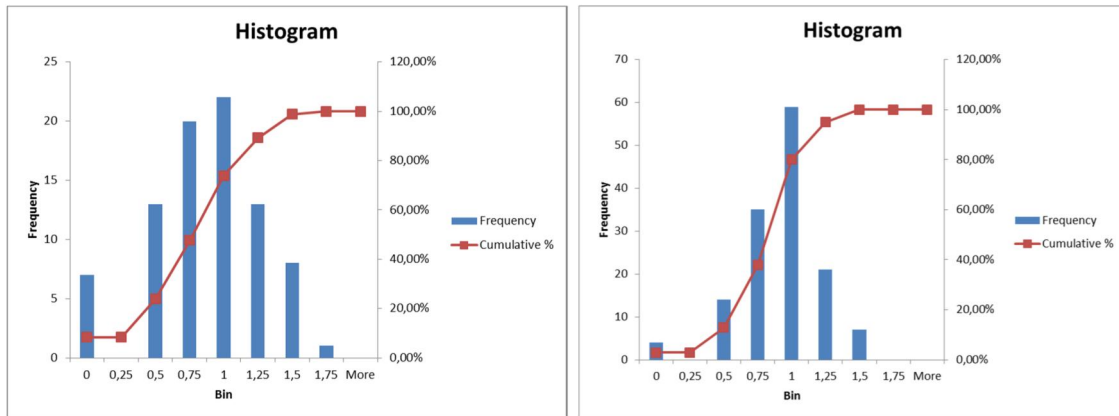 Histogram
25
20
15
10
5
0
Frequency
120,00%
100,00%
80,00%
60,00%
40,00%
20,00%
0,00%
Frequency
Cumulative %
0 0,25 0,5 0,75 1 1,25 1,5 1,75 More
Bin
Histogram
70
60
50
40
30
20
10
0
Frequency
120,00%
100,00%
80,00%
60,00%
40,00%
20,00%
0,00%
Frequency
Cumulative %
0 0,25 0,5 0,75 1 1,25 1,5 1,75 More
Bin